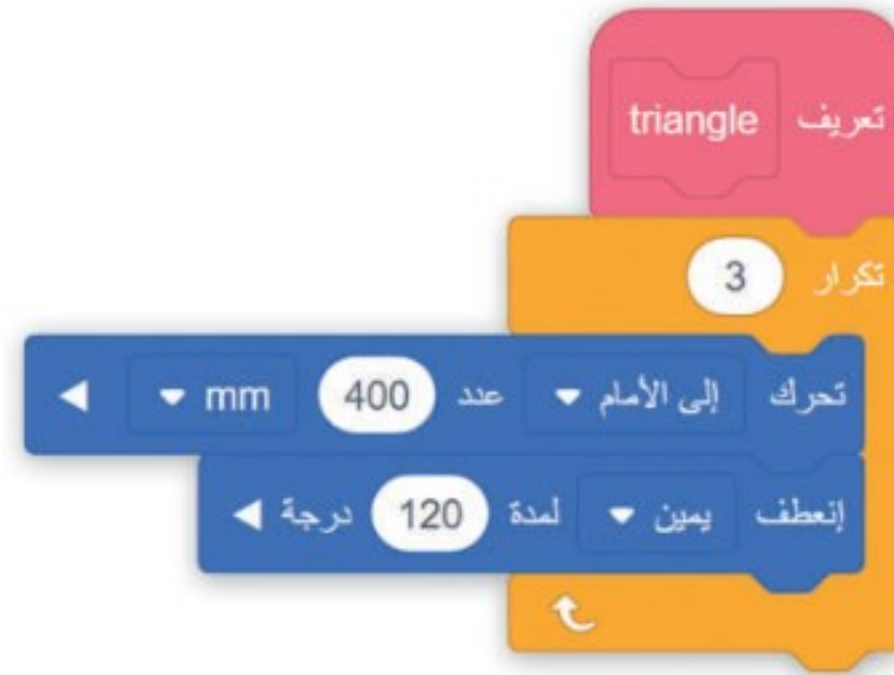 تعريف triangle
تكرار 3
تحرك إلى الأمام عدد 400 mm
إنعطف يمين لمدة 120 درجة